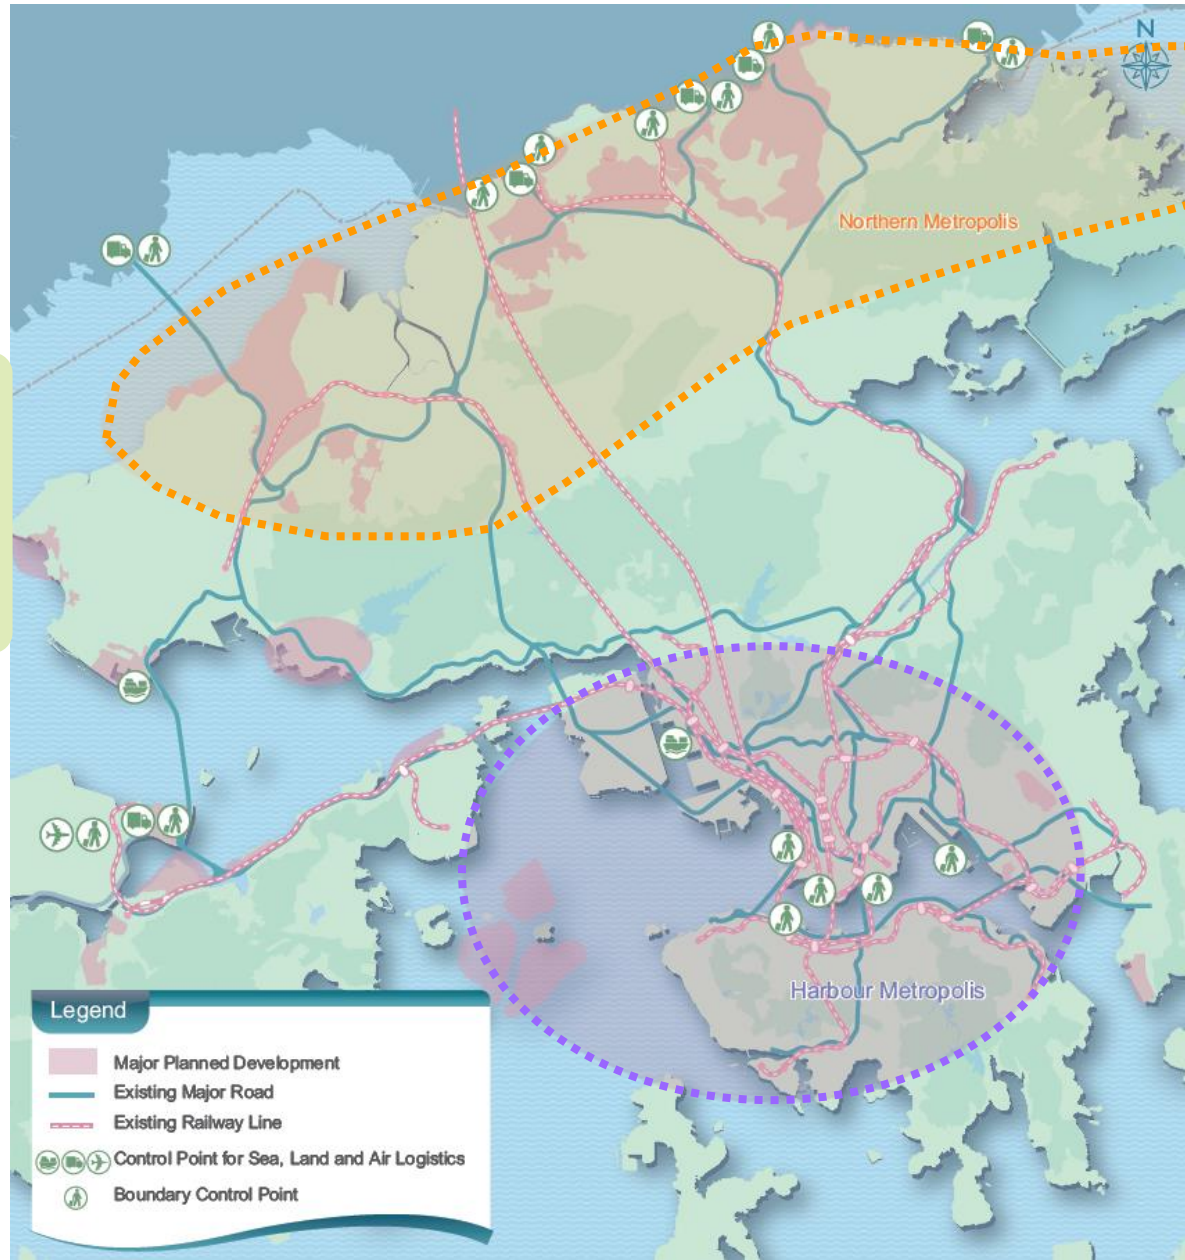 N
Northern Metropolis
Harbour Metropolis
Legend
Major Planned Development
Existing Major Road
Existing Railway Line
Control Point for Sea, Land and Air Logistics
Boundary Control Point